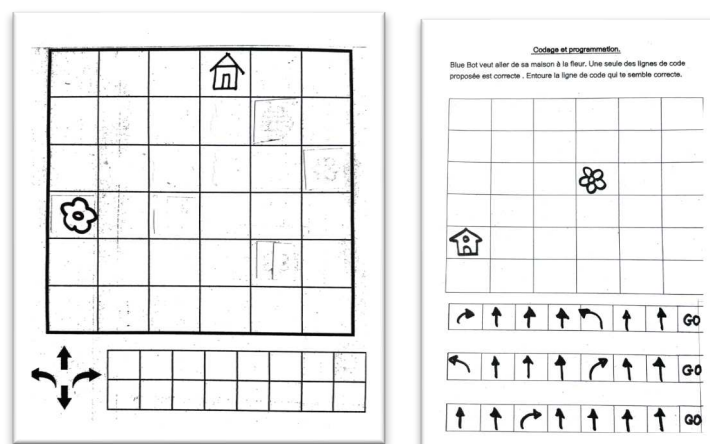 Codage et programmation.
Blue Bot veut aller de sa maison à la fleur. Une seule des lignes de code
proposée est correcte . Entoure la ligne de code qui te semble correcte.
GO
GO
GO